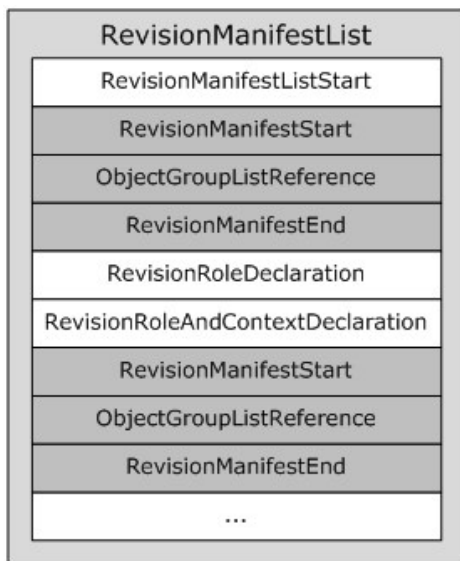 RevisionManifestList
RevisionManifestListStart
RevisionManifestStart
ObjectGroupListReference
RevisionManifestEnd
RevisionRoleDeclaration
RevisionRoleAndContextDeclaration
RevisionManifestStart
ObjectGroupListReference
RevisionManifestEnd
...